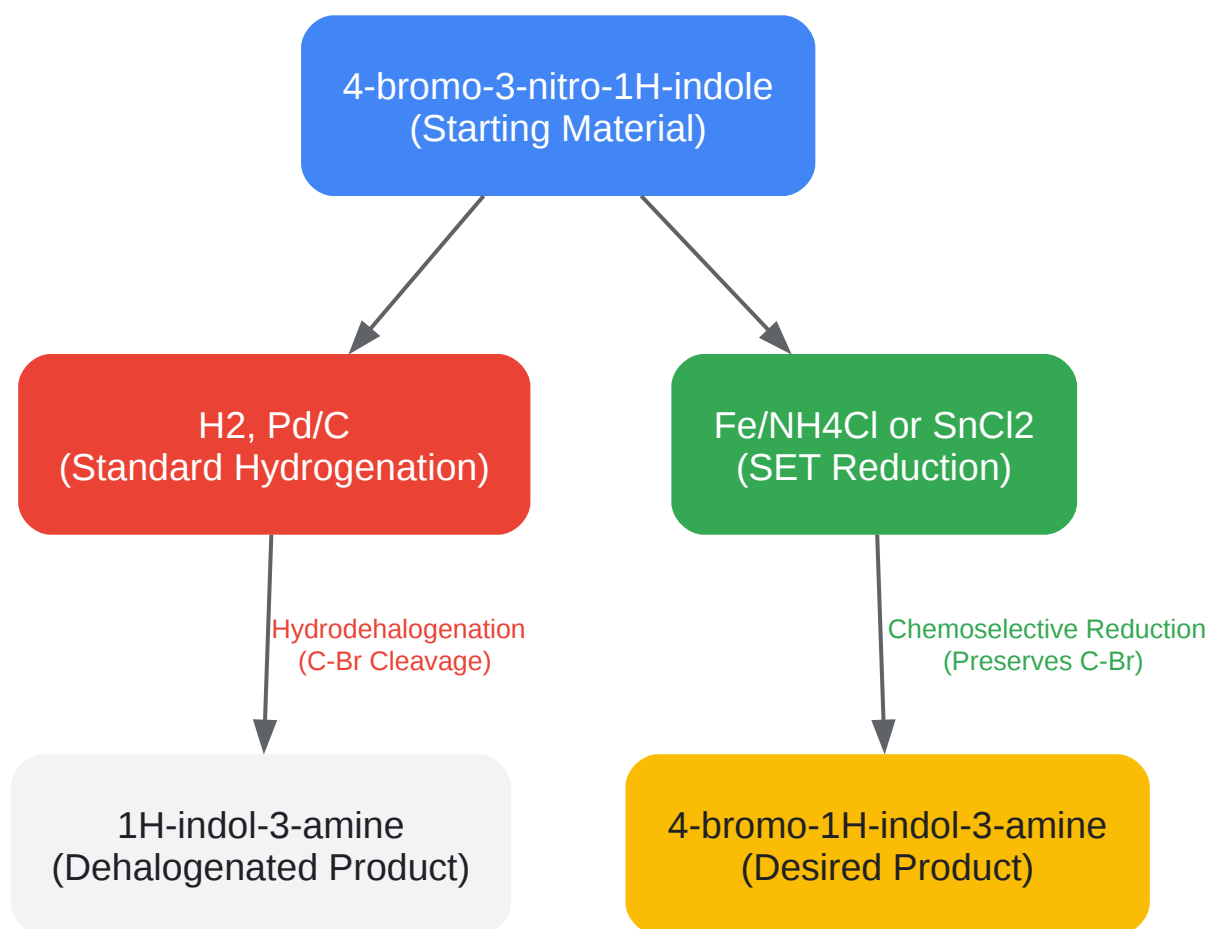 4-bromo-3-nitro-1H-indole
(Starting Material)
H2, Pd/C
(Standard Hydrogenation)
Fe/NH4Cl or SnCl2
(SET Reduction)
Hydrodehalogenation
(C-Br Cleavage)
Chemoselective Reduction
(Preserves C-Br)
1H-indol-3-amine
(Dehalogenated Product)
4-bromo-1H-indol-3-amine
(Desired Product)